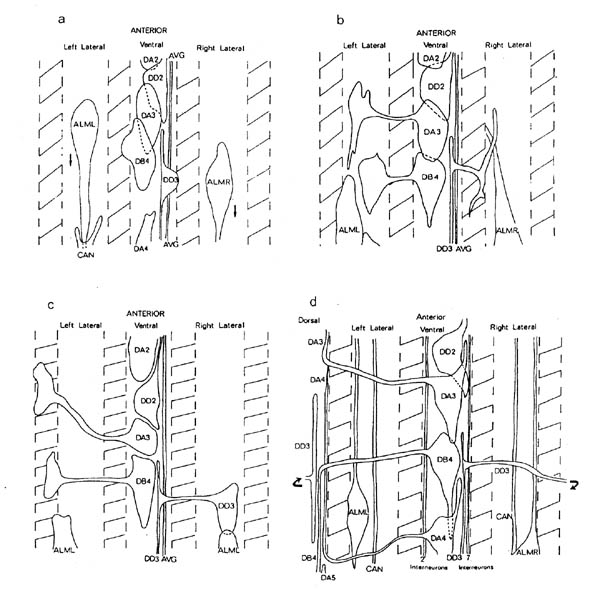 a
ANTERIOR
Left Lateral Ventral Right Lateral
DA2 AVG
DD2
ALML DA3
DB4
DD3 ALMR
CAN DA4 AVG
b
ANTERIOR
Left Lateral Ventral Right Lateral
DA2
DD2
DA3
DB4
ALML ALMR
DD3 AVG
c
ANTERIOR
Left Lateral Ventral Right Lateral
DA2
DD2
DA3
DB4
DD3
ALML ALML
DD3 AVG
d
Anterior
Dorsal Left Lateral Ventral Right Lateral
DA3
DD2
DA4
DA3
DD3 DB4 DD3
ALML CAN
DA4 ALMR
DB4 CAN 2 DD3 7
DA5 Interneurons Interneurons